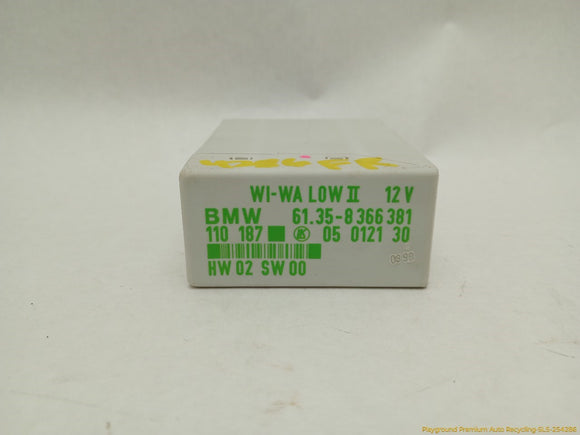 WI-WA LOW II 12 V
BMW 61.35-8 366 381
110 187 K 05 0121 30
HW 02 SW 00
08.98
Playground Premium Auto Recycling-SLS-254286